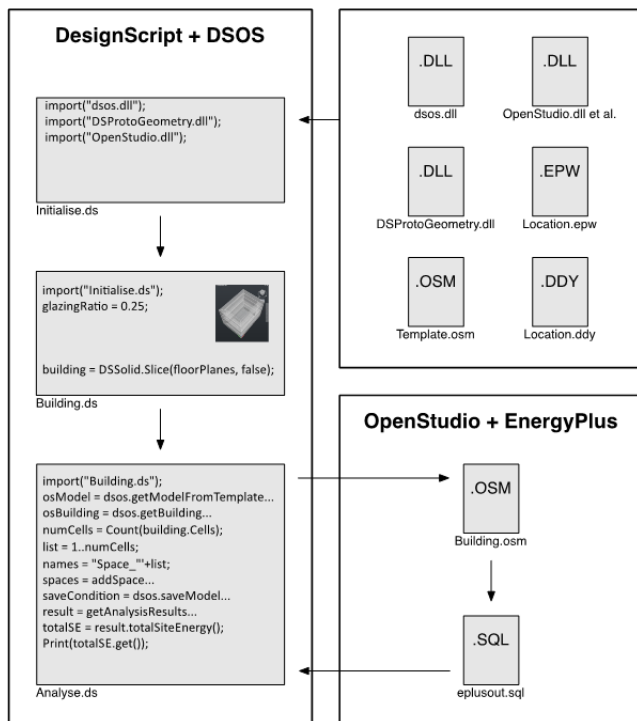 DesignScript + DSOS
import("dsos.dll");
import("DSProtoGeometry.dll");
import("OpenStudio.dll");
Initialise.ds
import("Initialise.ds");
glazingRatio = 0.25;
building = DSSolid.Slice(floorPlanes, false);
Building.ds
import("Building.ds");
osModel = dsos.getModelFromTemplate...
osBuilding = dsos.getBuilding...
numCells = Count(building.Cells);
list = 1..numCells;
names = "Space_"'+list;
spaces = addSpace...
saveCondition = dsos.saveModel...
result = getAnalysisResults...
totalSE = result.totalSiteEnergy();
Print(totalSE.get());
Analyse.ds
.DLL
dsos.dll
.DLL
OpenStudio.dll et al.
.DLL
DSProtoGeometry.dll
.EPW
Location.epw
.OSM
Template.osm
.DDY
Location.ddy
OpenStudio + EnergyPlus
.OSM
Building.osm
.SQL
eplusout.sql